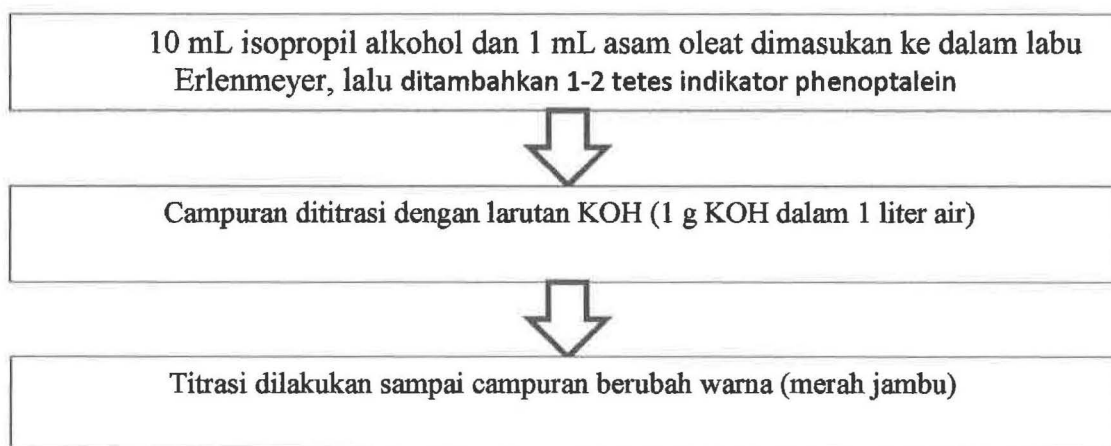 10 mL isopropil alkohol dan 1 mL asam oleat dimasukan ke dalam labu
Erlenmeyer, lalu ditambahkan 1-2 tetes indikator phenoptalein
Campuran dititrasi dengan larutan KOH (1 g KOH dalam 1 liter air)
Titrasi dilakukan sampai campuran berubah warna (merah jambu)